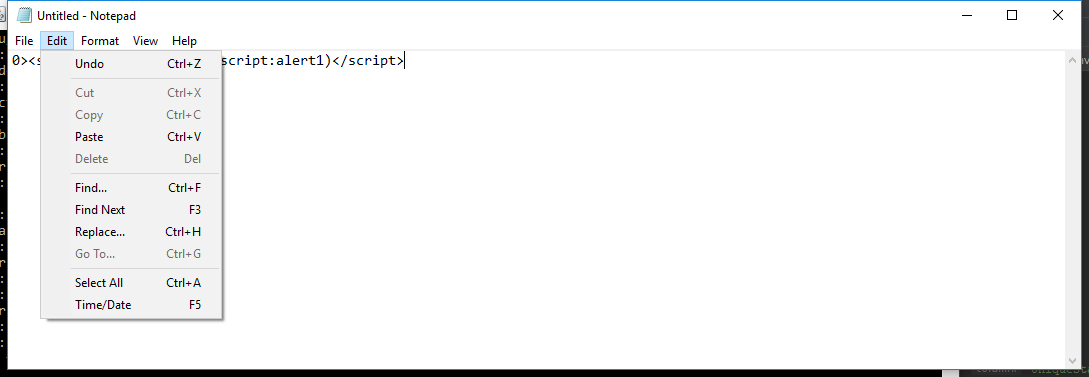 Untitled - Notepad
File Edit Format View Help
0><s script:alert1)</script>
Undo Ctrl+Z
Cut Ctrl+X
Copy Ctrl+C
Paste Ctrl+V
Delete Del
Find... Ctrl+F
Find Next F3
Replace... Ctrl+H
Go To... Ctrl+G
Select All Ctrl+A
Time/Date F5